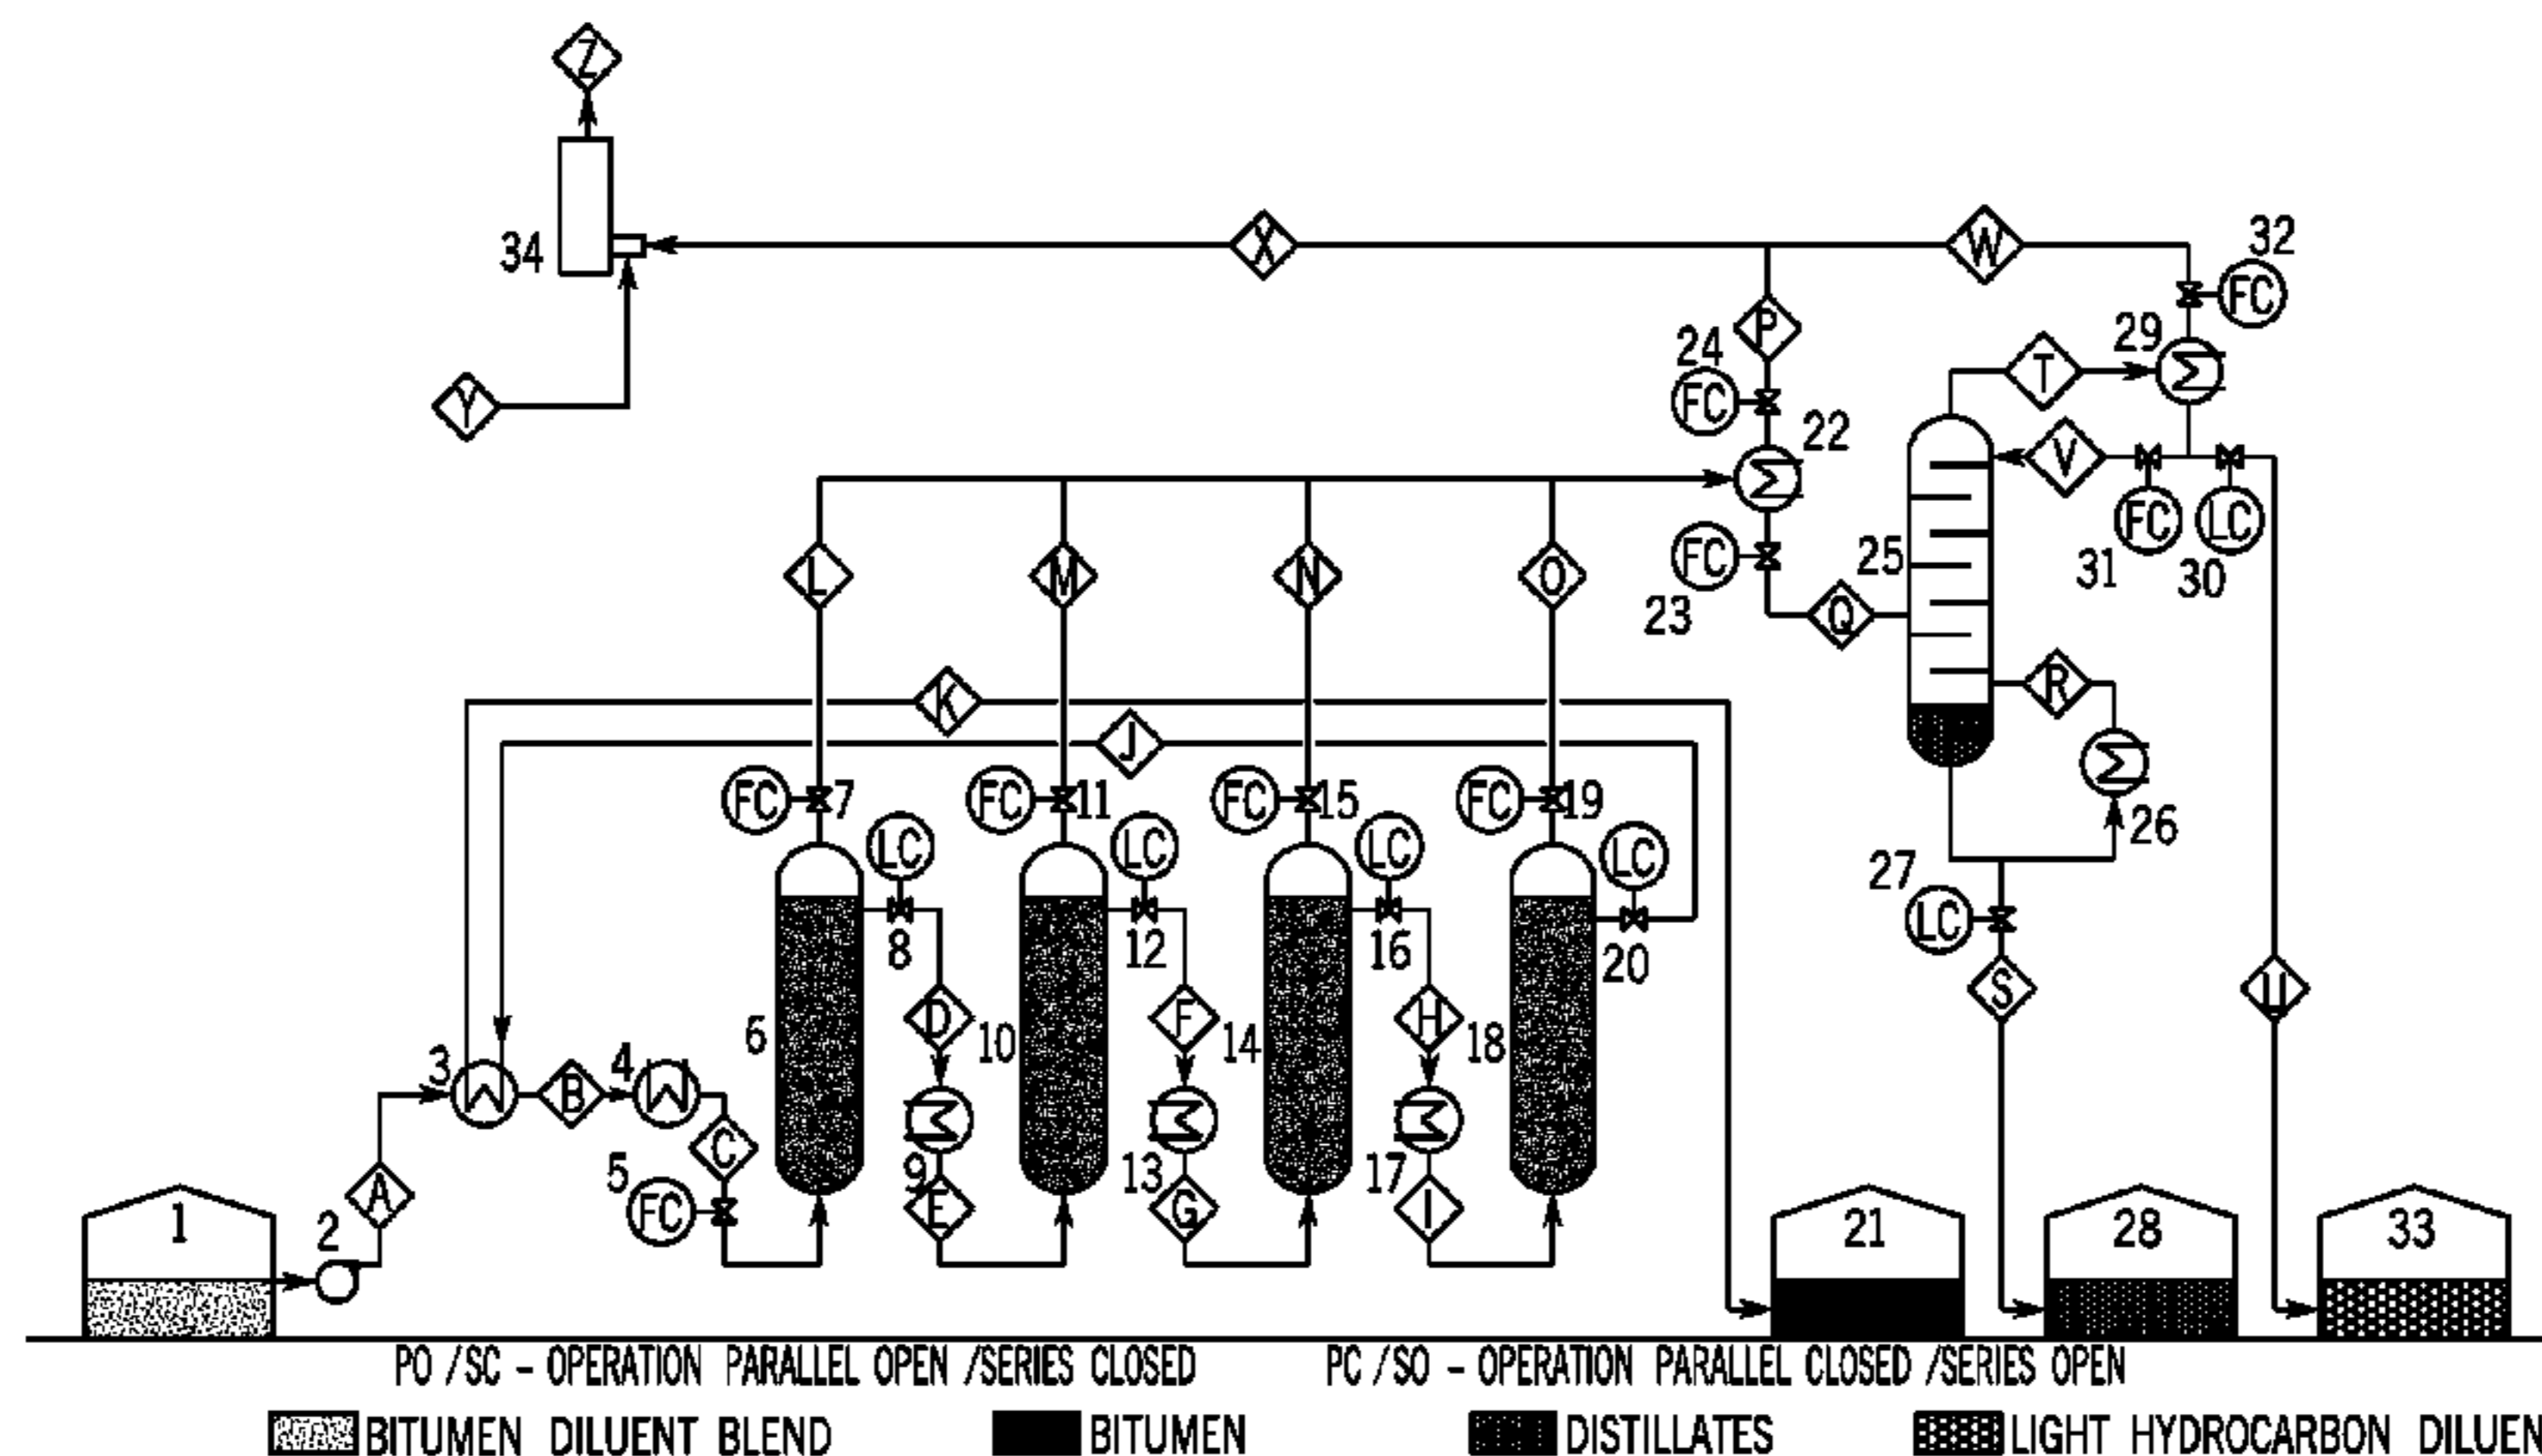 Z
34
X
W
32
FC
P
24
FC
29
T
22
Y
V
FC
LC
31
30
L
M
N
O
FC
23
Q
25
K
J
R
26
FC
7
FC
11
FC
15
FC
19
LC
LC
LC
LC
8
12
16
20
27
LC
S
U
6
D
10
F
14
H
18
3
B
4
C
5
FC
9
E
13
G
17
I
A
1
2
21
28
33
PO / SC - OPERATION PARALLEL OPEN / SERIES CLOSED
PC / SO - OPERATION PARALLEL CLOSED / SERIES OPEN
BITUMEN DILUENT BLEND
BITUMEN
DISTILLATES
LIGHT HYDROCARBON DILUEN